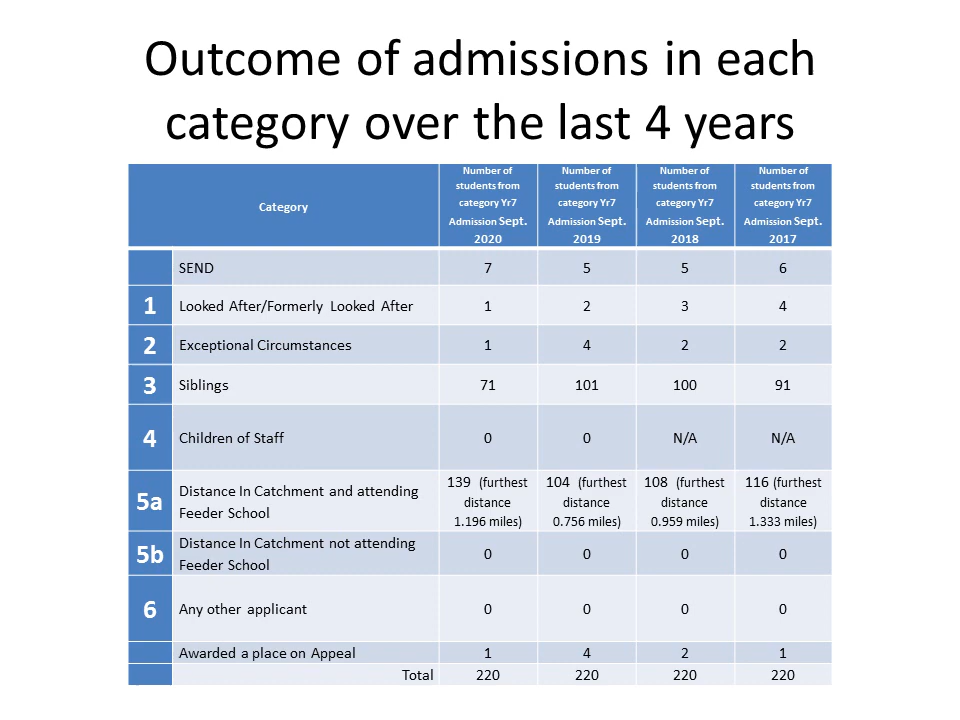 Outcome of admissions in each
category over the last 4 years
Category
Number of
students from
category Yr7
Admission Sept.
2020
Number of
students from
category Yr7
Admission Sept.
2019
Number of
students from
category Yr7
Admission Sept.
2018
Number of
students from
category Yr7
Admission Sept.
2017
SEND 7 5 5 6
1 Looked After/Formerly Looked After 1 2 3 4
2 Exceptional Circumstances 1 4 2 2
3 Siblings 71 101 100 91
4 Children of Staff 0 0 N/A N/A
5a
Distance In Catchment and attending
Feeder School
139 (furthest
distance
1.196 miles)
104 (furthest
distance
0.756 miles)
108 (furthest
distance
0.959 miles)
116 (furthest
distance
1.333 miles)
5b
Distance In Catchment not attending
Feeder School
0 0 0 0
6 Any other applicant 0 0 0 0
Awarded a place on Appeal 1 4 2 1
Total 220 220 220 220